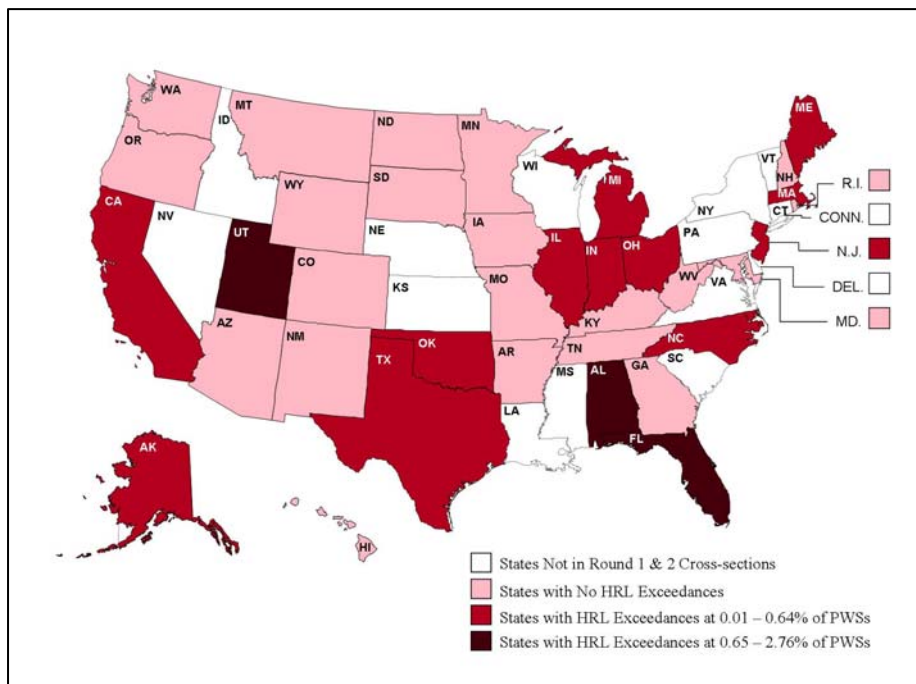 WA
MT
ND
MN
ME
ID
OR
WI
VT
NH
R.I.
SD
MI
MA
WY
NY
CT
CONN.
CA
NV
UT
IA
PA
NE
IL
IN
OH
N.J.
CO
WV
VA
DEL.
KS
MO
KY
MD.
AZ
NM
OK
TN
NC
TX
AR
SC
MS
AL
GA
LA
FL
AK
HI
States Not in Round 1 & 2 Cross-sections
States with No HRL Exceedances
States with HRL Exceedances at 0.01 – 0.64% of PWSs
States with HRL Exceedances at 0.65 – 2.76% of PWSs